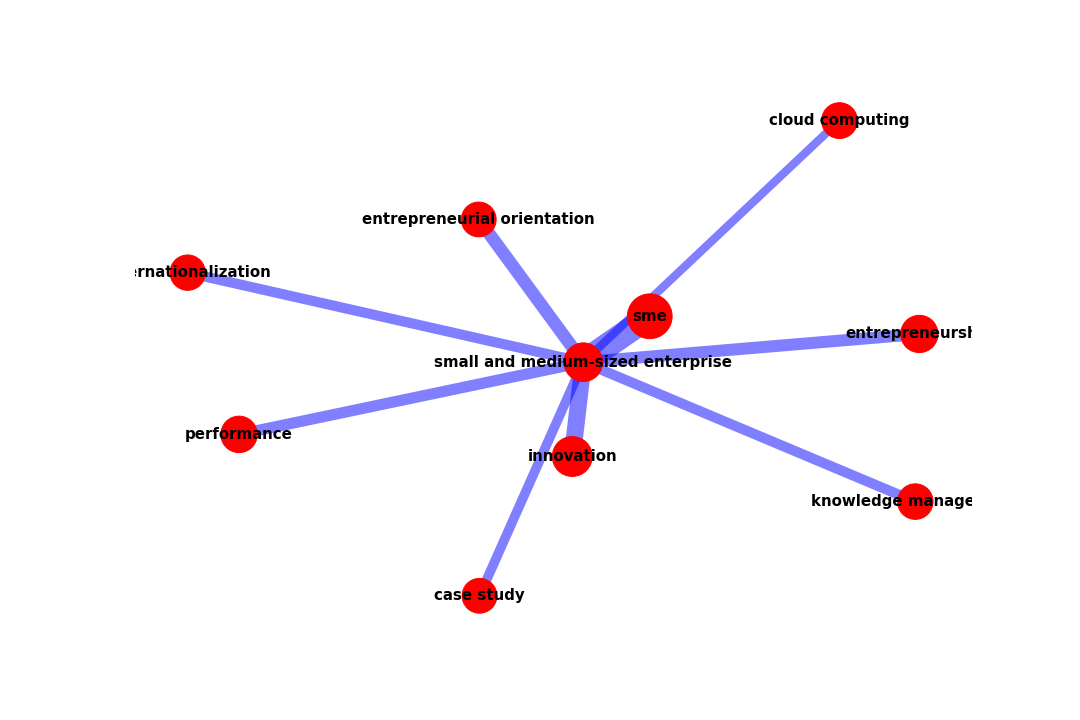 cloud computing
entrepreneurial orientation
ernationalization
sme
entrepreneursh
small and medium-sized enterprise
performance
innovation
knowledge manage
case study